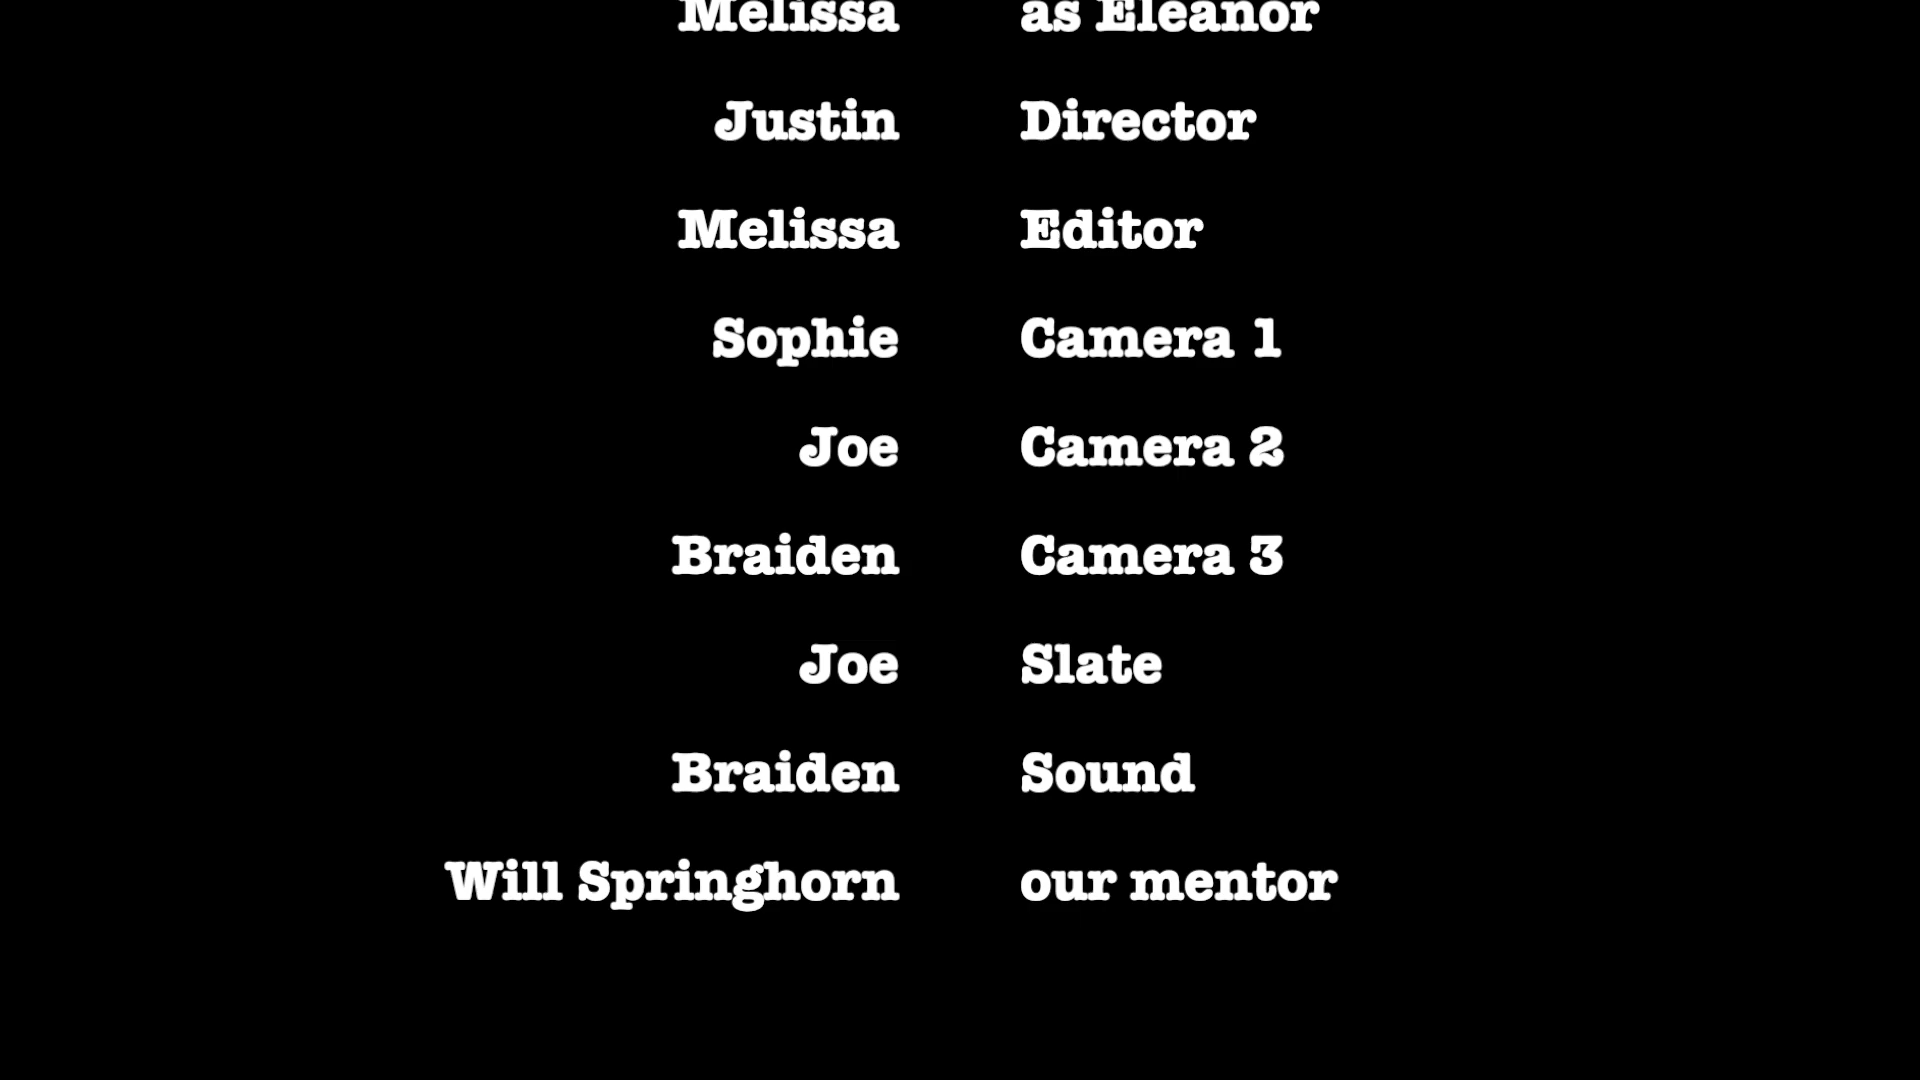 Melissa as Eleanor
Justin Director
Melissa Editor
Sophie Camera 1
Joe Camera 2
Braiden Camera 3
Joe Slate
Braiden Sound
Will Springhorn our mentor